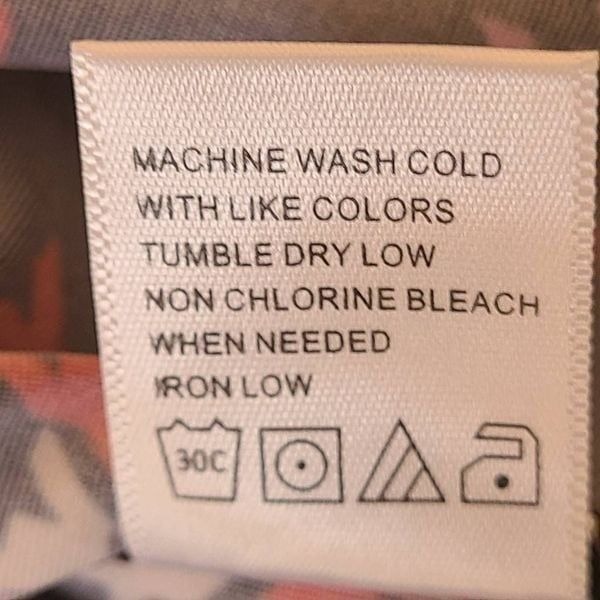 MACHINE WASH COLD
WITH LIKE COLORS
TUMBLE DRY LOW
NON CHLORINE BLEACH
WHEN NEEDED
IRON LOW
30C